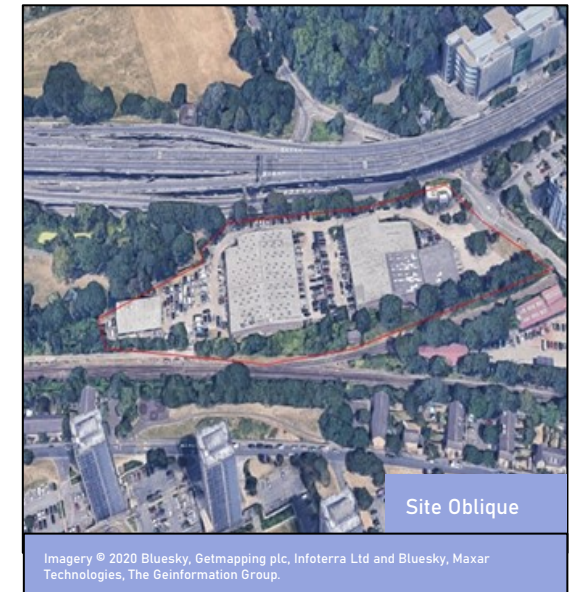 Site Oblique
Imagery © 2020 Bluesky, Getmapping plc, Infoterra Ltd and Bluesky, Maxar
Technologies, The Geinformation Group.